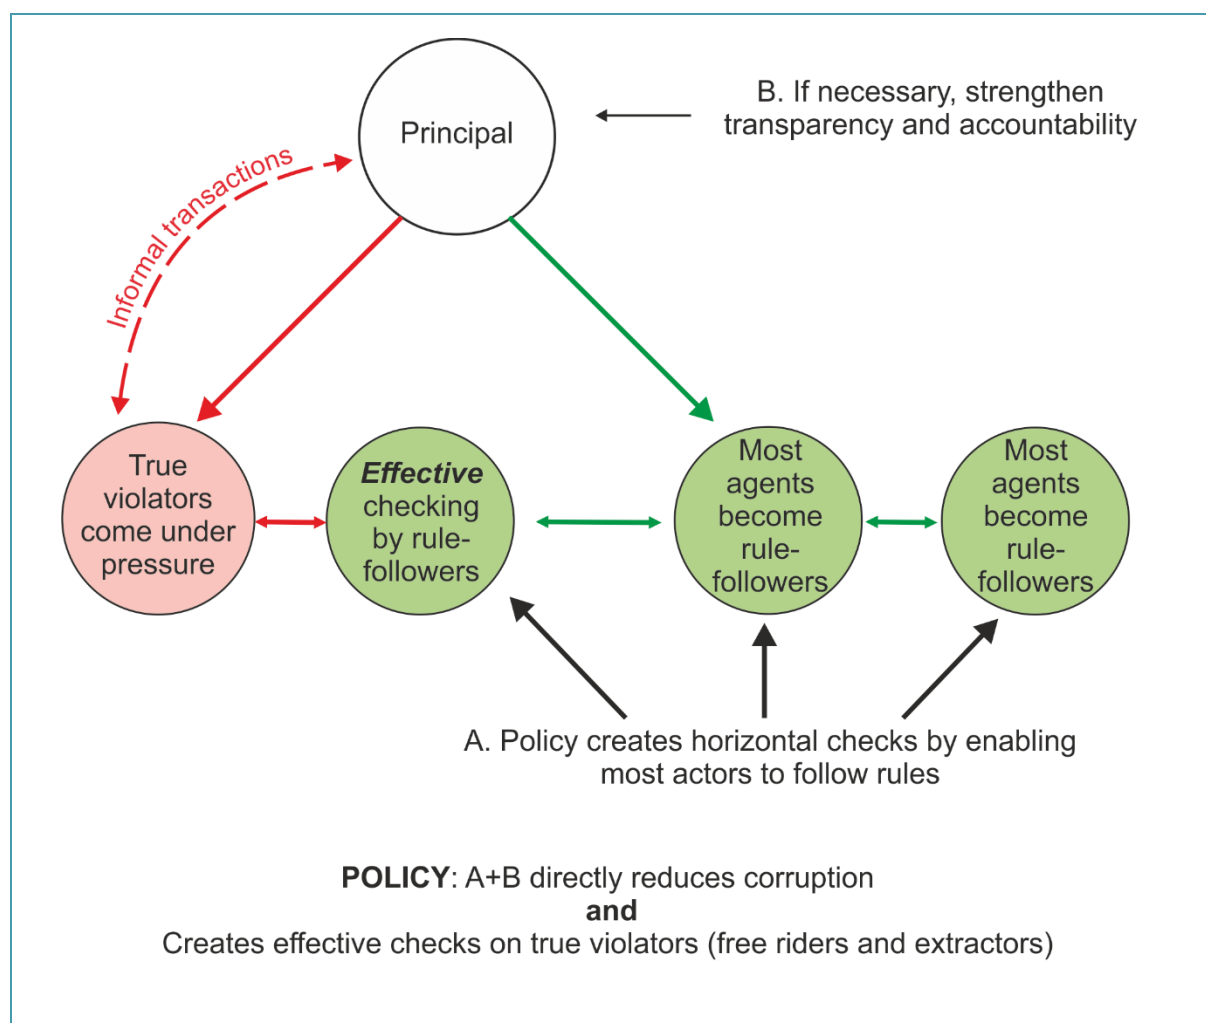 Principal
B. If necessary, strengthen
transparency and accountability
Informal transactions
True
violators
come under
pressure
Effective
checking
by rule-
followers
Most
agents
become
rule-
followers
Most
agents
become
rule-
followers
A. Policy creates horizontal checks by enabling
most actors to follow rules
POLICY: A+B directly reduces corruption
and
Creates effective checks on true violators (free riders and extractors)